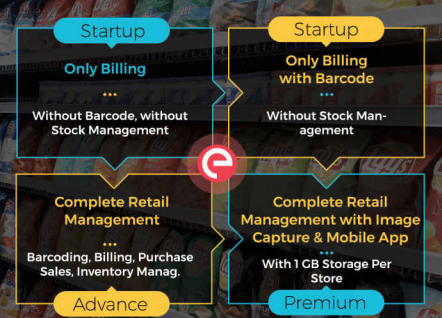 Startup
Only Billing
...
Without Barcode, without
Stock Management
Startup
Only Billing
with Barcode
...
Without Stock Man-
agement
e
Complete Retail
Management
...
Barcoding, Billing, Purchase
Sales, Inventory Manag.
Advance
Complete Retail
Management with Image
Capture & Mobile App
...
With 1 GB Storage Per
Store
Premium